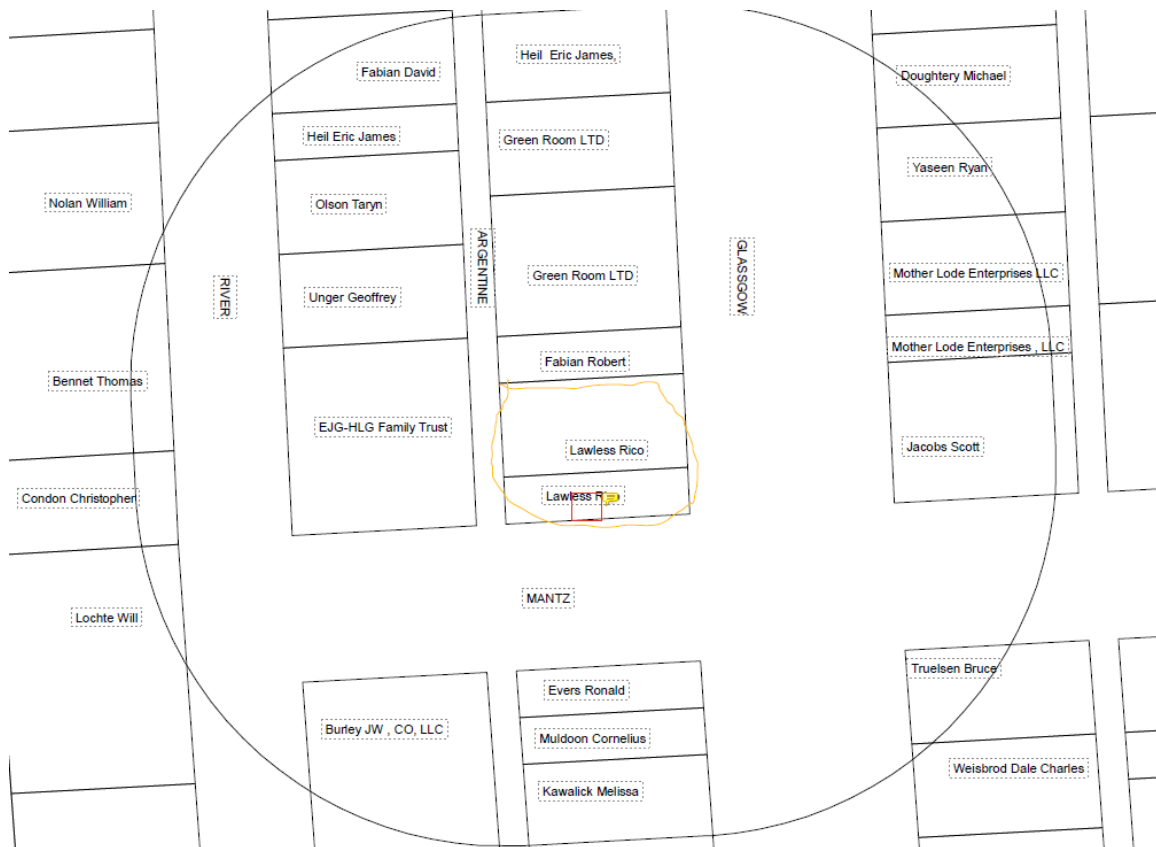 Heil  Eric James,
Fabian David
Doughtery Michael
Heil Eric James
Green Room LTD
Yaseen Ryan
Nolan William
Olson Taryn
ARGENTINE
GLASSGOW
RIVER
Unger Geoffrey
Green Room LTD
Mother Lode Enterprises LLC
Mother Lode Enterprises , LLC
Fabian Robert
Bennet Thomas
EJG-HLG Family Trust
Lawless Rico
Jacobs Scott
Condon Christopher
Lawless
MANTZ
Lochte Will
Truelsen Bruce
Evers Ronald
Burley JW , CO, LLC
Muldoon Cornelius
Weisbrod Dale Charles
Kawalick Melissa